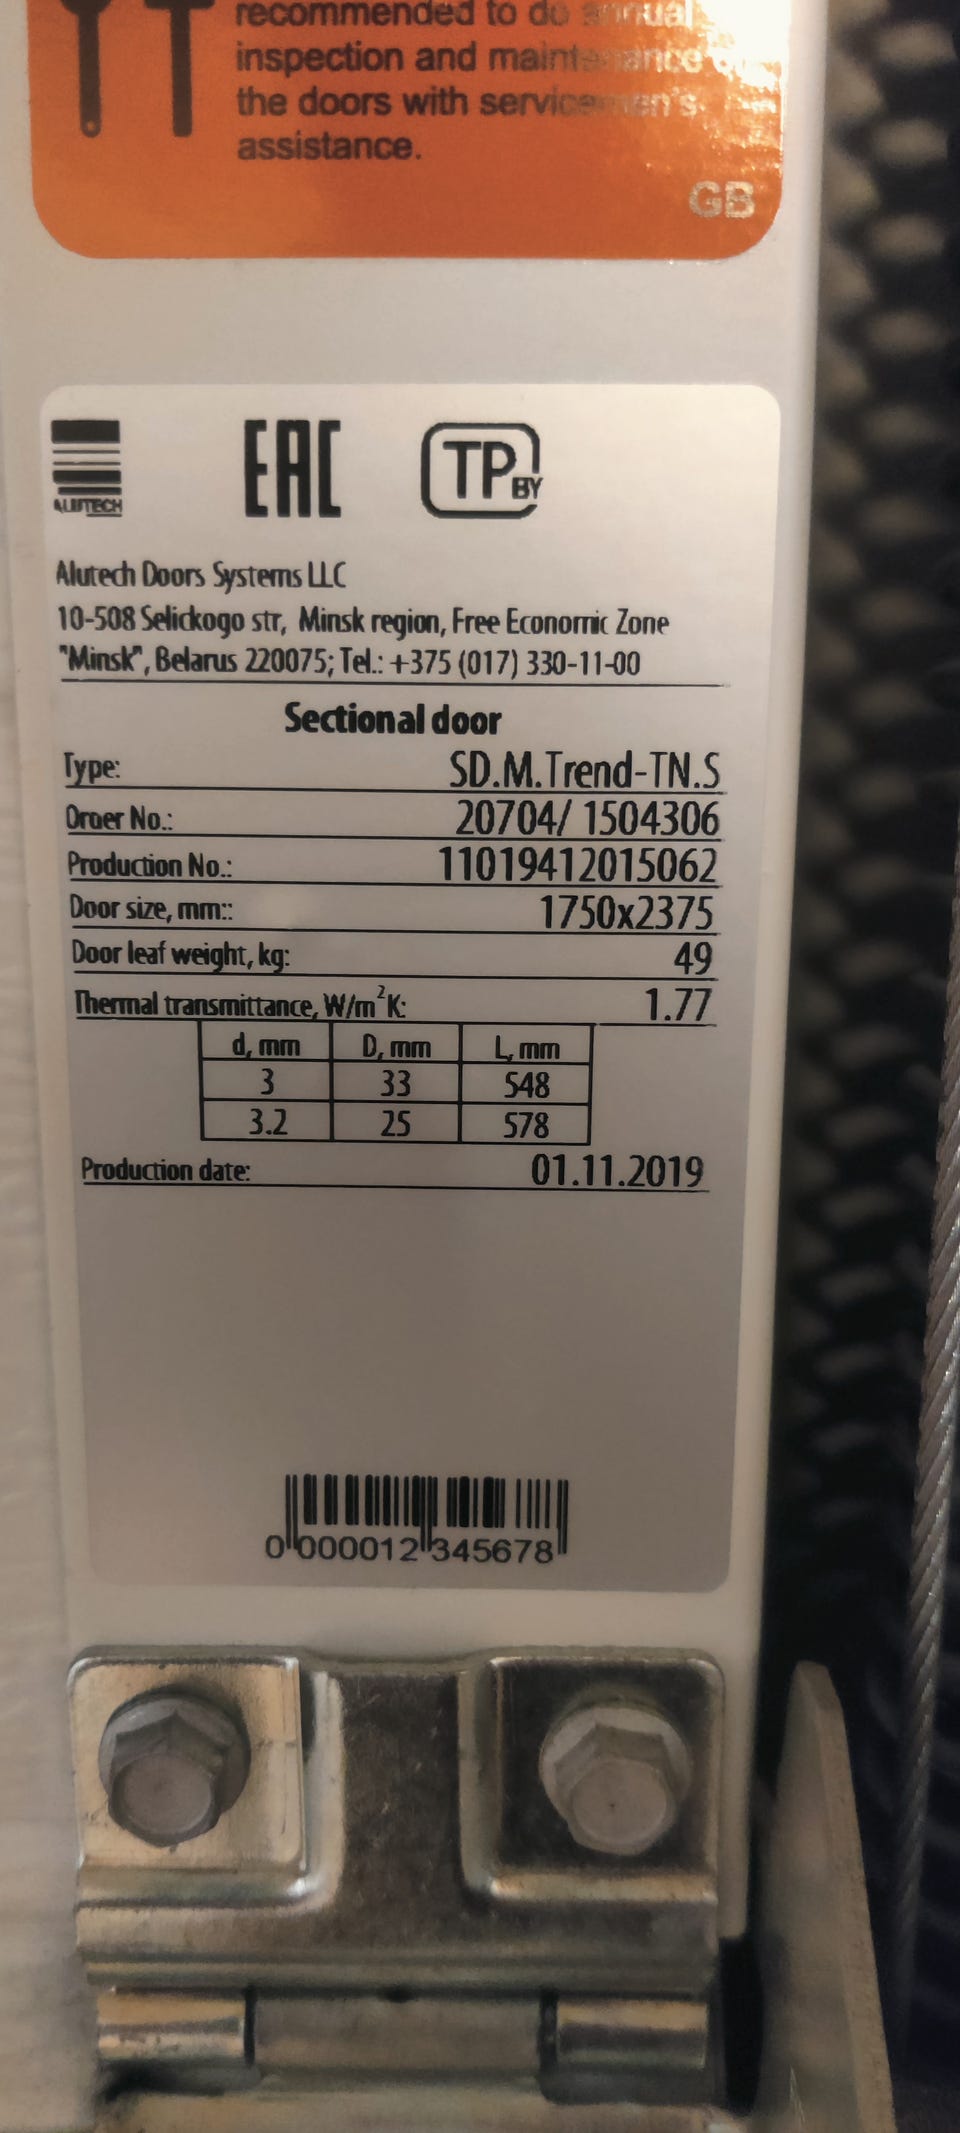 recommended to do annual
inspection and maintenance of
the doors with servicemen's
assistance.
GB
ALUTECH
EAC
TP BY
Alutech Doors Systems LLC
10-508 Selickogo str, Minsk region, Free Economic Zone
"Minsk", Belarus 220075; Tel.: +375 (017) 330-11-00
Sectional door
Type: SD.M.Trend-TN.S
Order No.: 20704/ 1504306
Production No.: 11019412015062
Door size, mm:: 1750x2375
Door leaf weight, kg: 49
Thermal transmittance, W/m²K: 1.77
d, mm D, mm L, mm
3 33 548
3.2 25 578
Production date: 01.11.2019
0 000012 345678